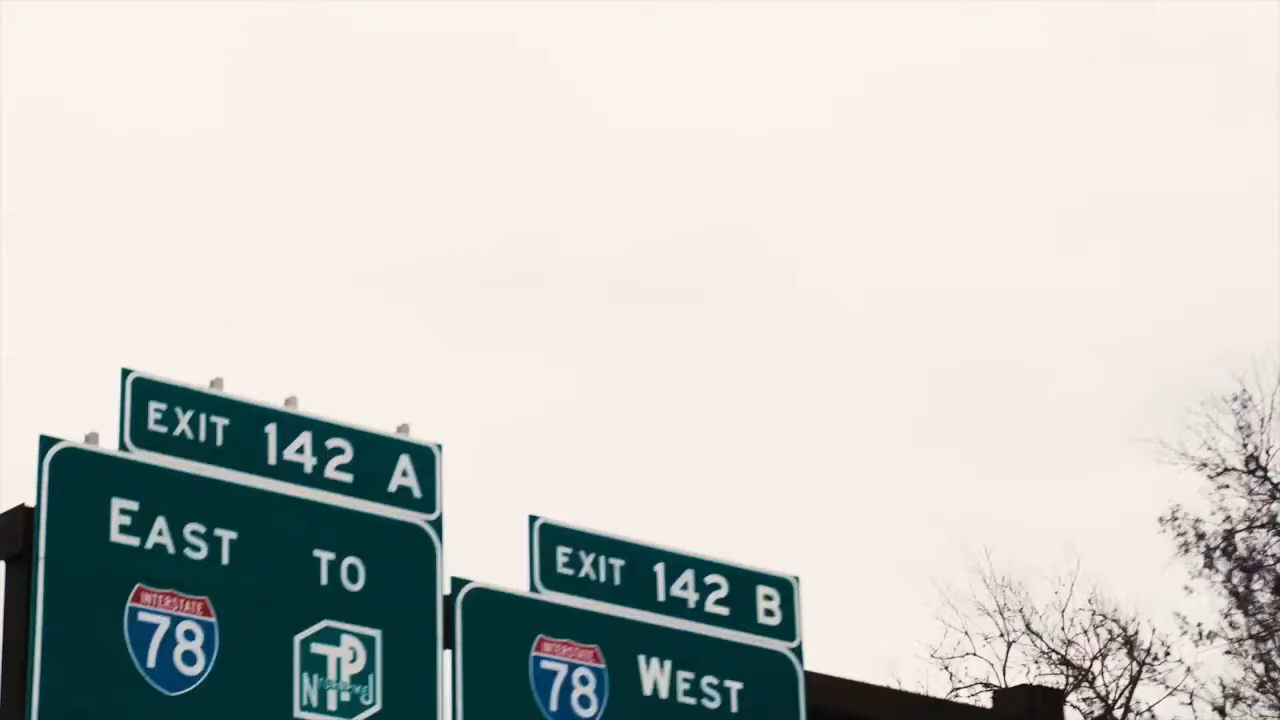 EXIT 142 A
EAST TO
INTERSTATE
78
TP
N
EXIT 142 B
INTERSTATE
78
WEST